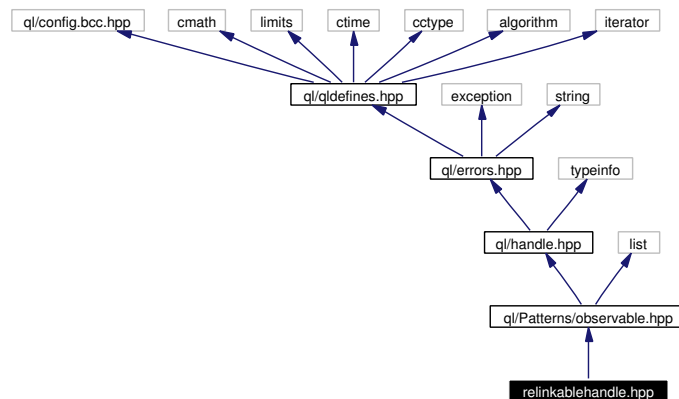 ql/config.bcc.hpp
cmath
limits
ctime
cctype
algorithm
iterator
ql/qldefines.hpp
exception
string
ql/errors.hpp
typeinfo
ql/handle.hpp
list
ql/Patterns/observable.hpp
relinkablehandle.hpp